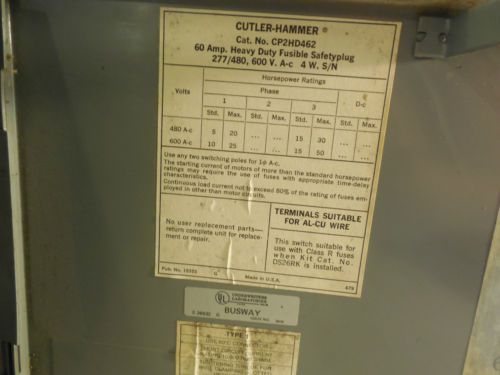 CUTLER-HAMMER ®
Cat. No. CP2HD462
60 Amp. Heavy Duty Fusible Safetyplug
277/480, 600 V. A-c 4 W. S/N
Horsepower Ratings
Volts Phase D-c
1 2 3
Std. Max. Std. Max. Std. Max. Std. Max.
480 A-c 5 20 ... ... 15 30 ... ...
600 A-c 10 25 ... ... 15 50 ... ...
Use any two switching poles for 1φ A-c.
The starting current of motors of more than the standard horsepower
ratings may require the use of fuses with appropriate time-delay
characteristics.
Continuous load current not to exceed 80% of the rating of fuses em-
ployed in other than motor circuits.
No user replacement parts—
return complete unit for replace-
ment or repair.
TERMINALS SUITABLE
FOR AL-CU WIRE
This switch suitable for
use with Class R fuses
when Kit Cat. No.
DS26RK is installed.
Pub. No. Made in U.S.A. 479
UL UNDERWRITERS
LABORATORIES
BUSWAY
TYPE